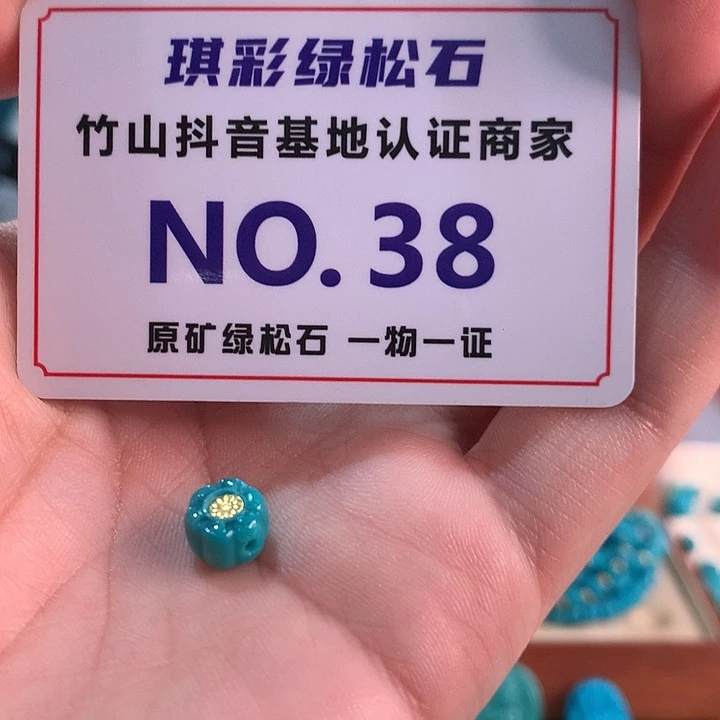 琪彩绿松石
竹山抖音基地认证商家
NO. 38
原矿绿松石 一物一证